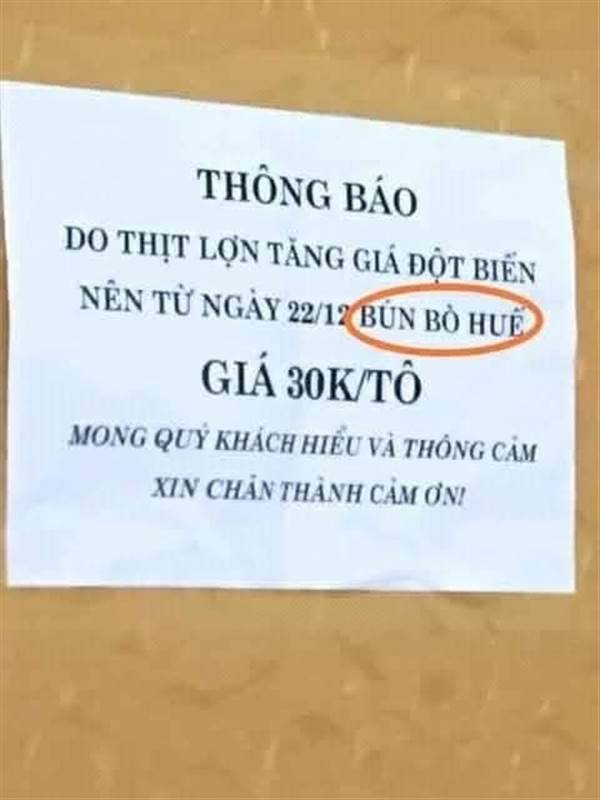 THÔNG BÁO
DO THỊT LỢN TĂNG GIÁ ĐỘT BIẾN
NÊN TỪ NGÀY 22/12 BÚN BÒ HUẾ
GIÁ 30K/TÔ
MONG QUÝ KHÁCH HIỂU VÀ THÔNG CẢM
XIN CHÂN THÀNH CẢM ƠN!